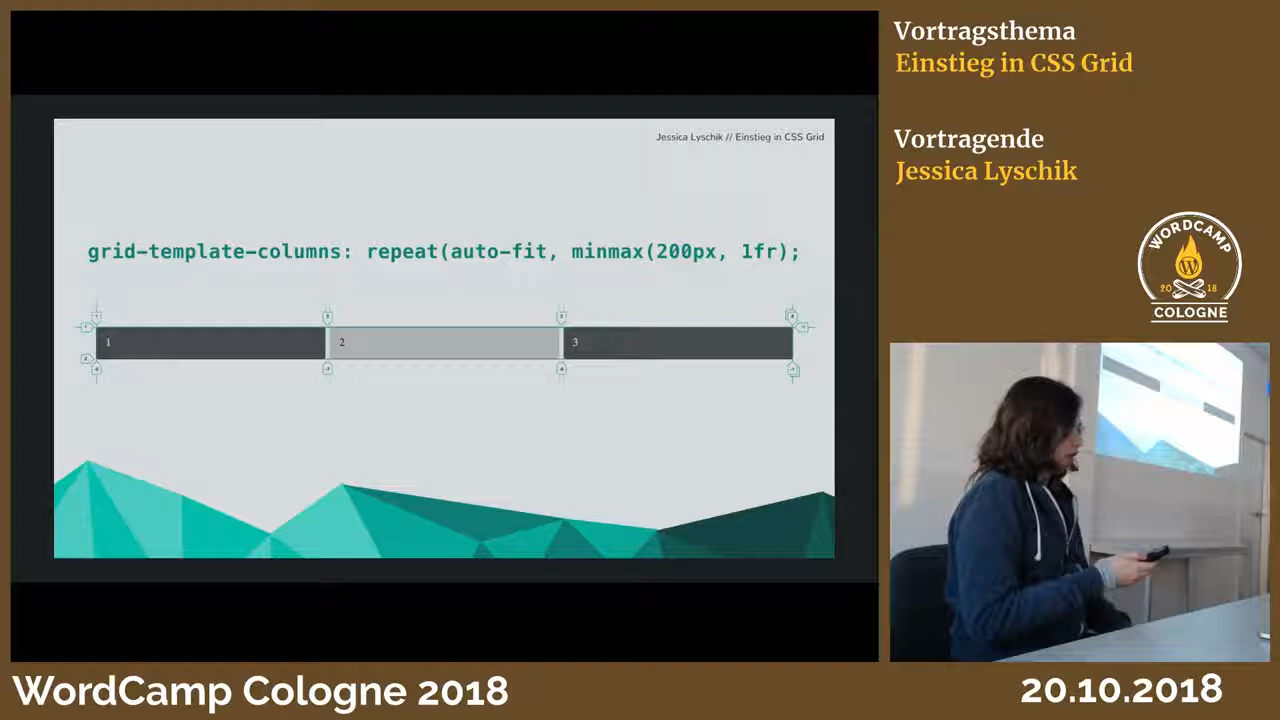 Vortragsthema
Einstieg in CSS Grid
Vortragende
Jessica Lyschik
WORDCAMP
20 18
COLOGNE
Jessica Lyschik // Einstieg in CSS Grid
grid-template-columns: repeat(auto-fit, minmax(200px, 1fr);
1 2 3
WordCamp Cologne 2018
20.10.2018